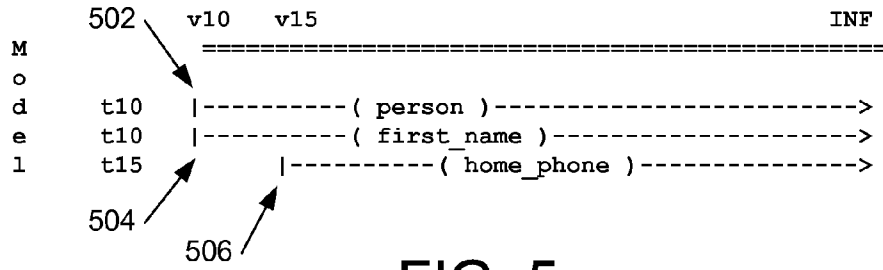 502 v10 v15 INF
M ===============================================
o
d t10 |----------( person )-------------------------->
e t10 |----------( first_name )---------------------->
l t15 |----------( home_phone )---------------->
504
506
FIG. 5